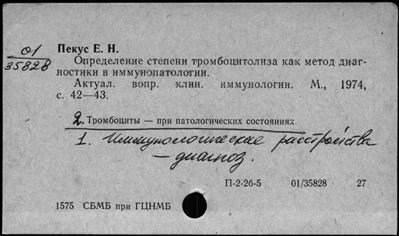 01
35828
Пекус Е. Н.
Определение степени тромбоцитолиза как метод диаг-
ностики в иммунопатологии.
Актуал. вопр. клин. иммунологии. М., 1974,
с. 42—43.
2. Тромбоциты — при патологических состояниях
1. Иммунологические расстройства
— диагноз.
П-2-26-5 01/35828 27
1575 СБМБ при ГЦНМБ